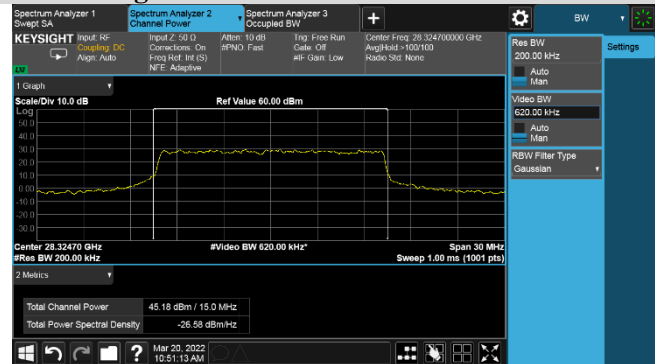 Spectrum Analyzer 1
Swept SA
Spectrum Analyzer 2
Channel Power
Spectrum Analyzer 3
Occupied BW
BW
KEYSIGHT
Input: RF
Coupling: DC
Align: Auto
Input Z: 50 Ω
Corrections: On
Freq Ref: Int (S)
NFE: Adaptive
Atten: 10 dB
#PNO: Fast
Trig: Free Run
Gate: Off
#IF Gain: Low
Center Freq: 28.324700000 GHz
Avg|Hold >100/100
Radio Std: None
LXI
1 Graph
Scale/Div 10.0 dB
Ref Value 60.00 dBm
Log
50.0
40.0
30.0
20.0
10.0
0.00
-10.0
-20.0
-30.0
Center 28.32470 GHz
#Video BW 620.00 kHz*
Span 30 MHz
#Res BW 200.00 kHz
Sweep 1.00 ms (1001 pts)
2 Metrics
Total Channel Power
45.18 dBm / 15.0 MHz
Total Power Spectral Density
-26.58 dBm/Hz
Mar 20, 2022
10:51:13 AM
Res BW
200.00 kHz
Auto
Man
Video BW
620.00 kHz
Auto
Man
RBW Filter Type
Gaussian
Settings